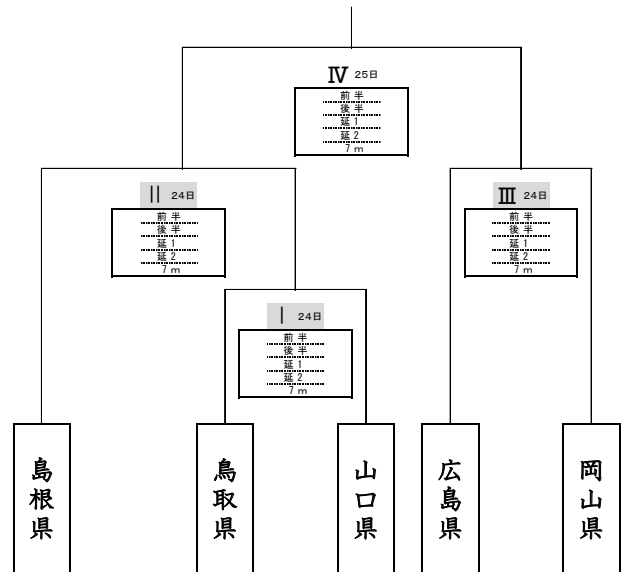 Ⅳ 25日
前半
後半
延1
延2
7m
Ⅱ 24日
前半
後半
延1
延2
7m
Ⅲ 24日
前半
後半
延1
延2
7m
Ⅰ 24日
前半
後半
延1
延2
7m
島根県
鳥取県
山口県
広島県
岡山県